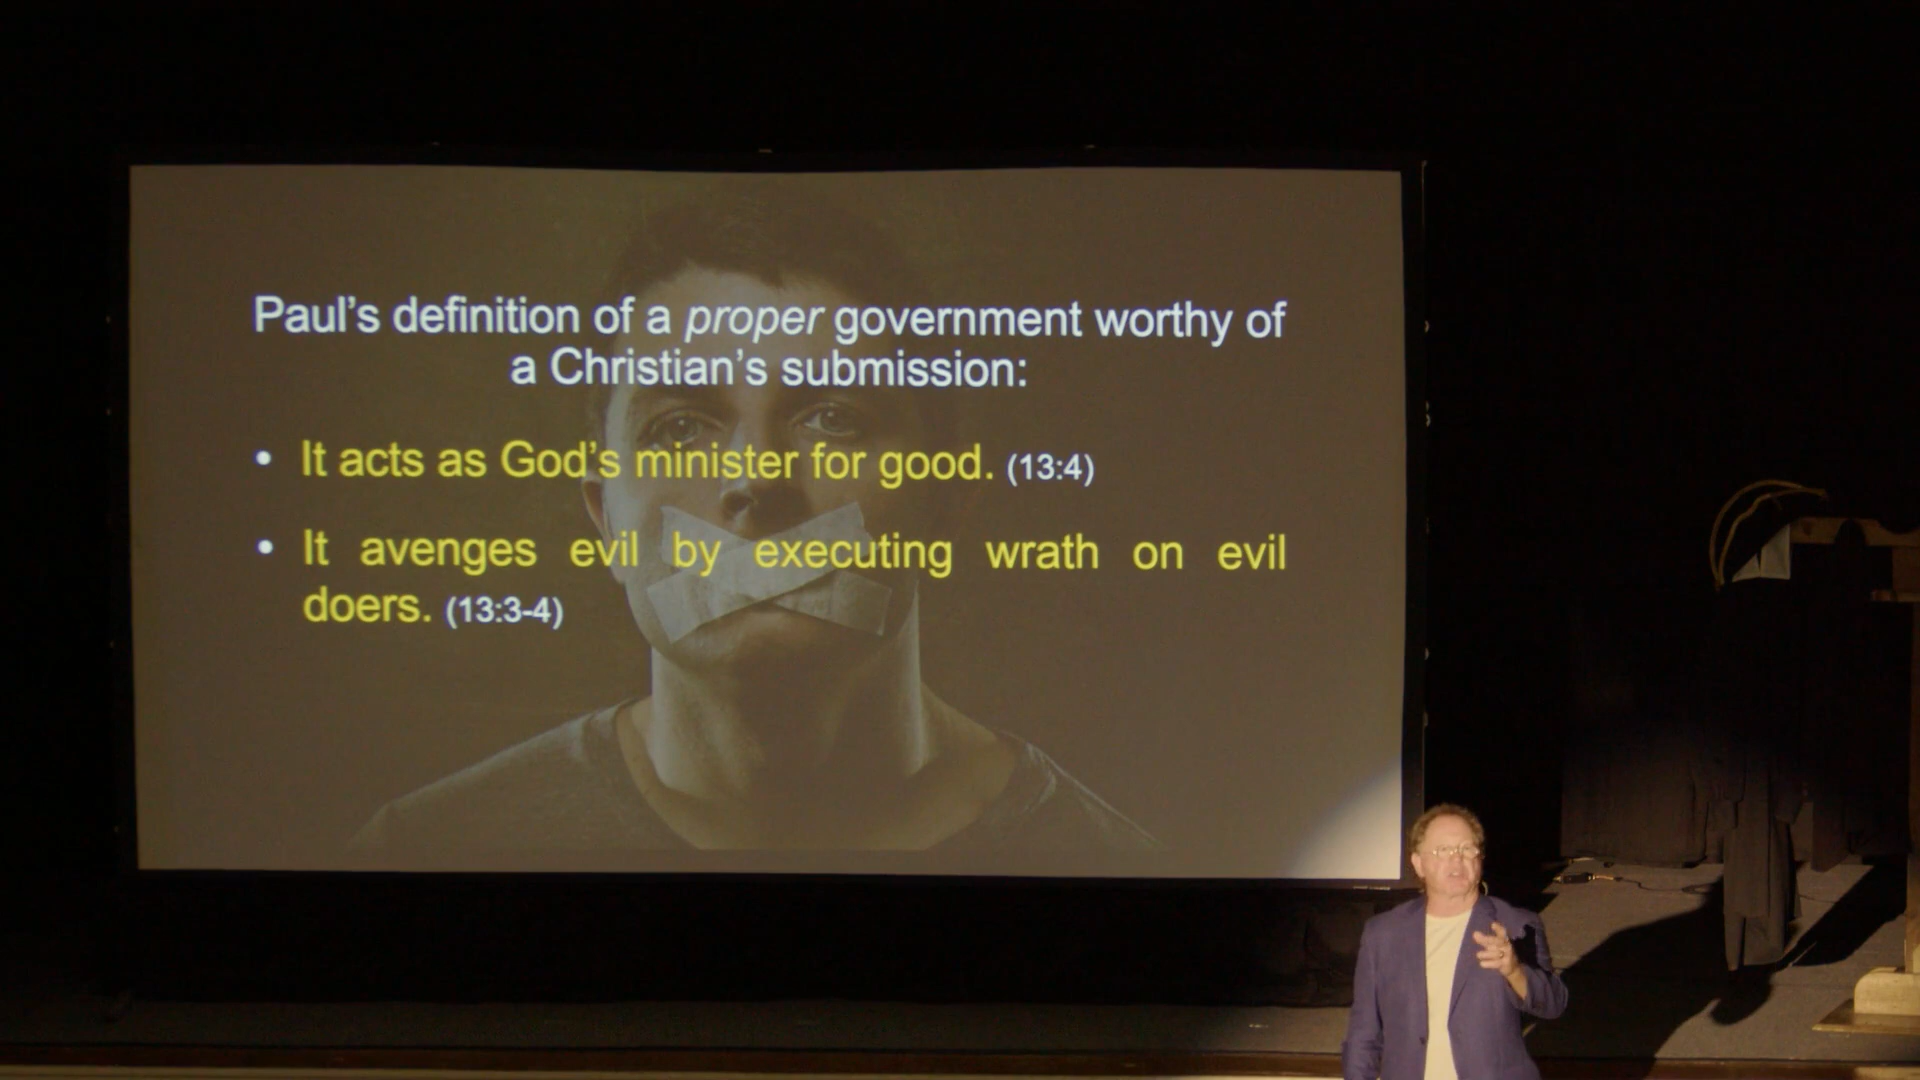 Paul’s definition of a proper government worthy of
a Christian’s submission:
• It acts as God’s minister for good. (13:4)
• It avenges evil by executing wrath on evil
doers. (13:3-4)